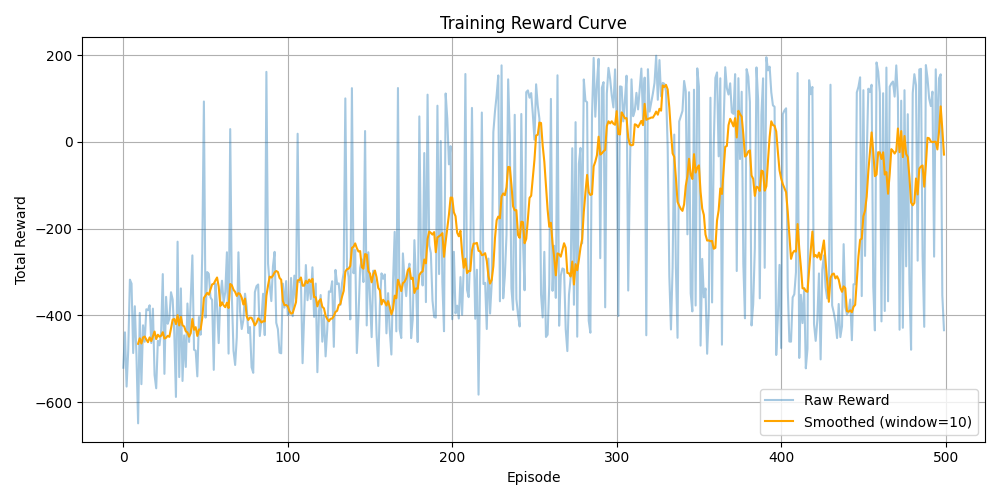 Training Reward Curve
Total Reward
200
0
−200
−400
−600
0
100
200
300
400
500
Episode
Raw Reward
Smoothed (window=10)